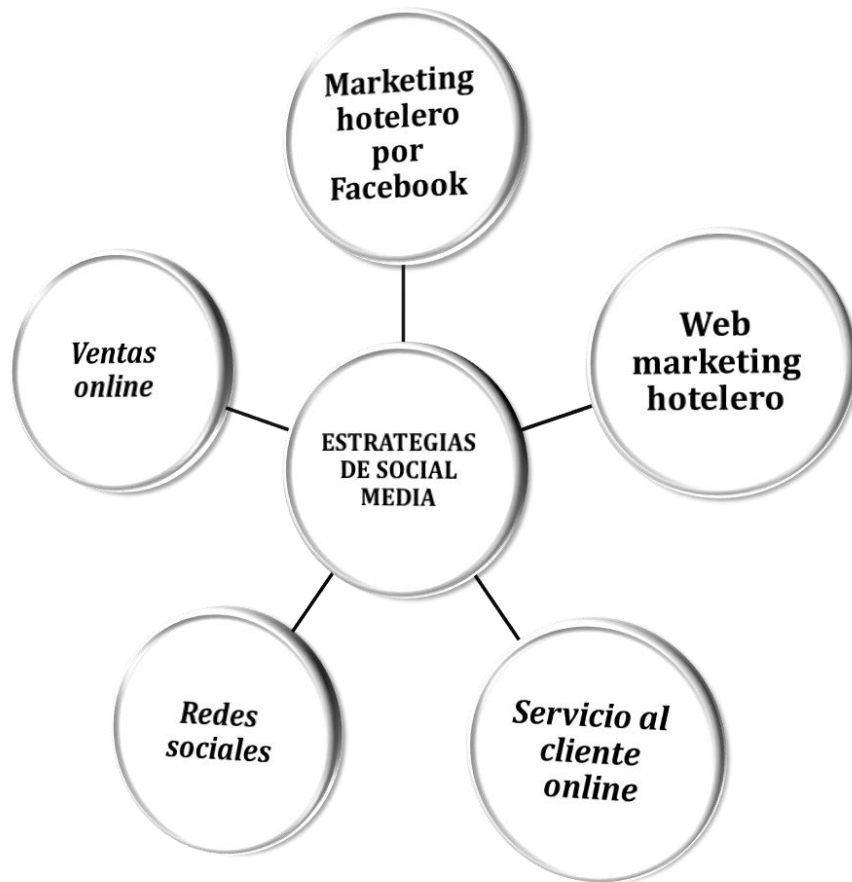 Marketing
hotelero
por
Facebook
Web
marketing
hotelero
Ventas
online
ESTRATEGIAS
DE SOCIAL
MEDIA
Redes
sociales
Servicio al
cliente
online